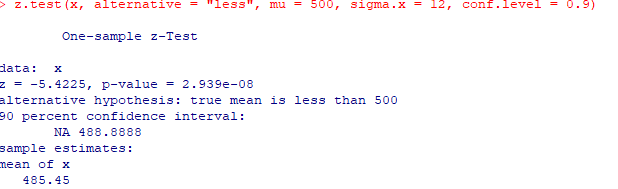 > z.test(x, alternative = "less", mu = 500, sigma.x = 12, conf.level = 0.9)
One-sample z-Test
data: x
z = -5.4225, p-value = 2.939e-08
alternative hypothesis: true mean is less than 500
90 percent confidence interval:
NA 488.8888
sample estimates:
mean of x
485.45